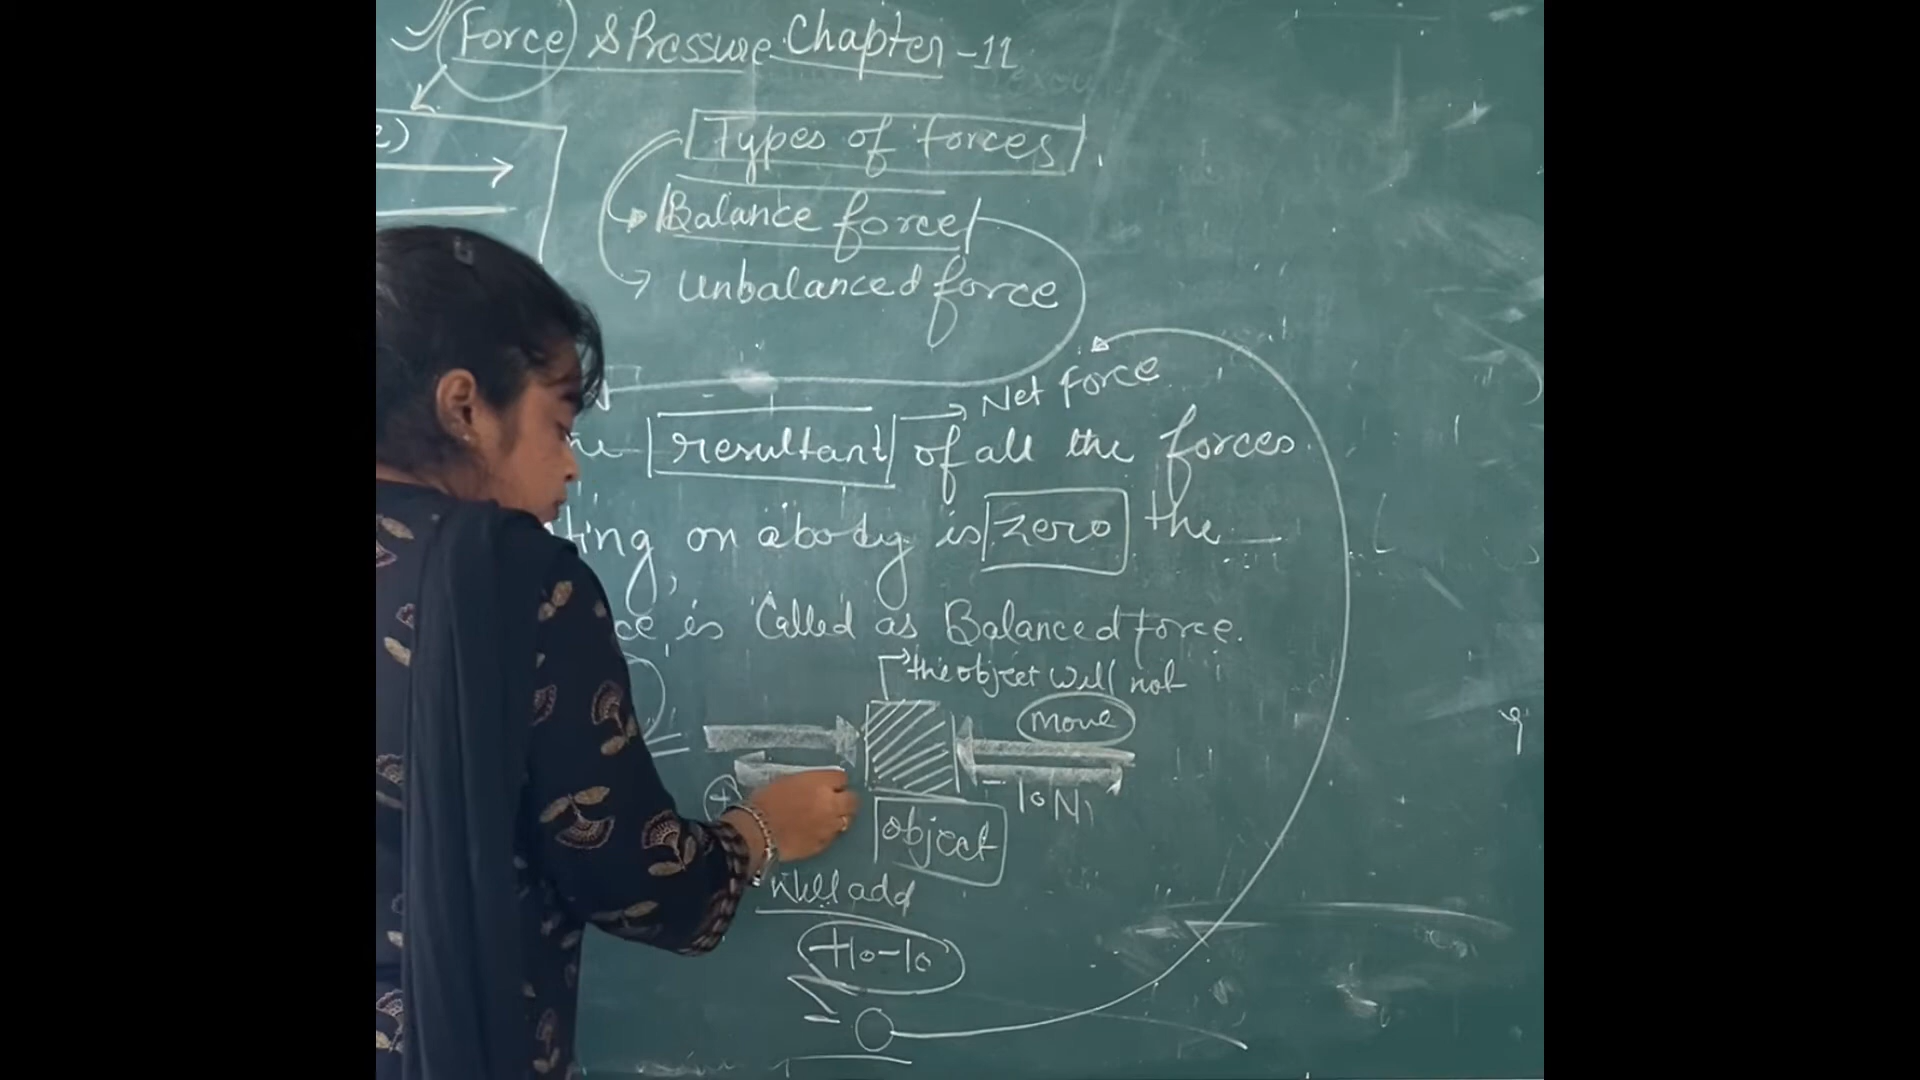 Force & Pressure Chapter -11
Types of forces
Balance force
Unbalanced force
Net force
resultant of all the forces
on a body is zero the
is Called as Balanced force.
the object will not
move
-10 N
object
Will add
+10-10
0